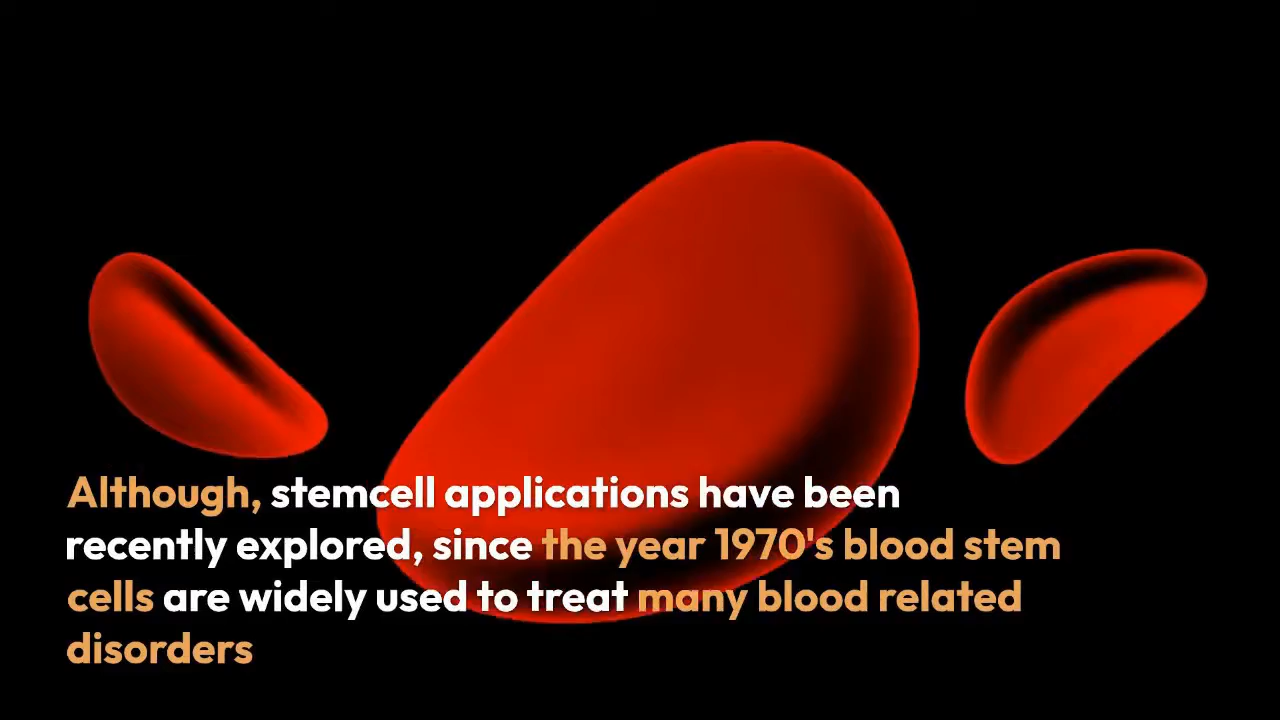 Although, stemcell applications have been
recently explored, since the year 1970's blood stem
cells are widely used to treat many blood related
disorders